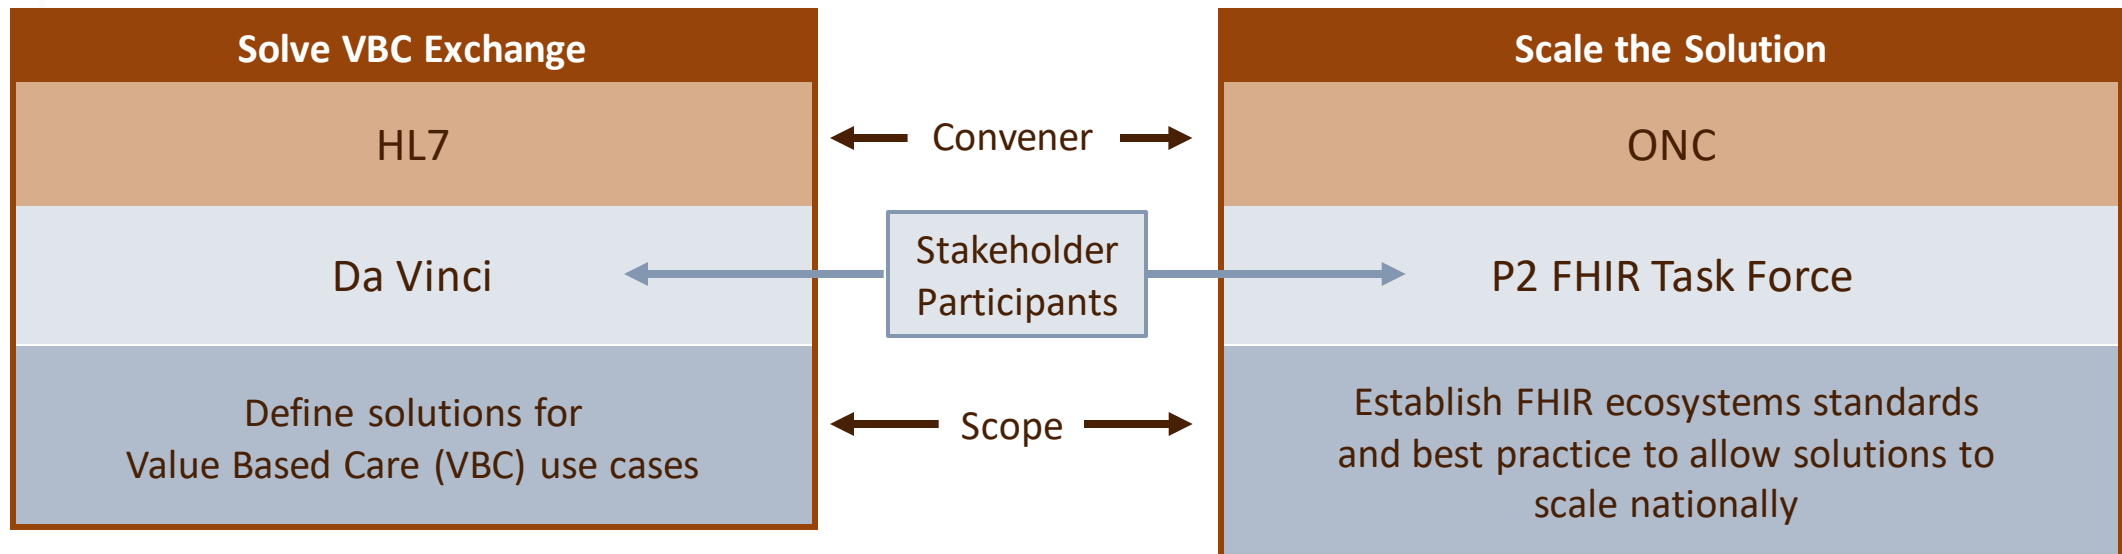 Solve VBC Exchange
HL7
Da Vinci
Define solutions for
Value Based Care (VBC) use cases
Convener
Stakeholder
Participants
Scope
Scale the Solution
ONC
P2 FHIR Task Force
Establish FHIR ecosystems standards
and best practice to allow solutions to
scale nationally